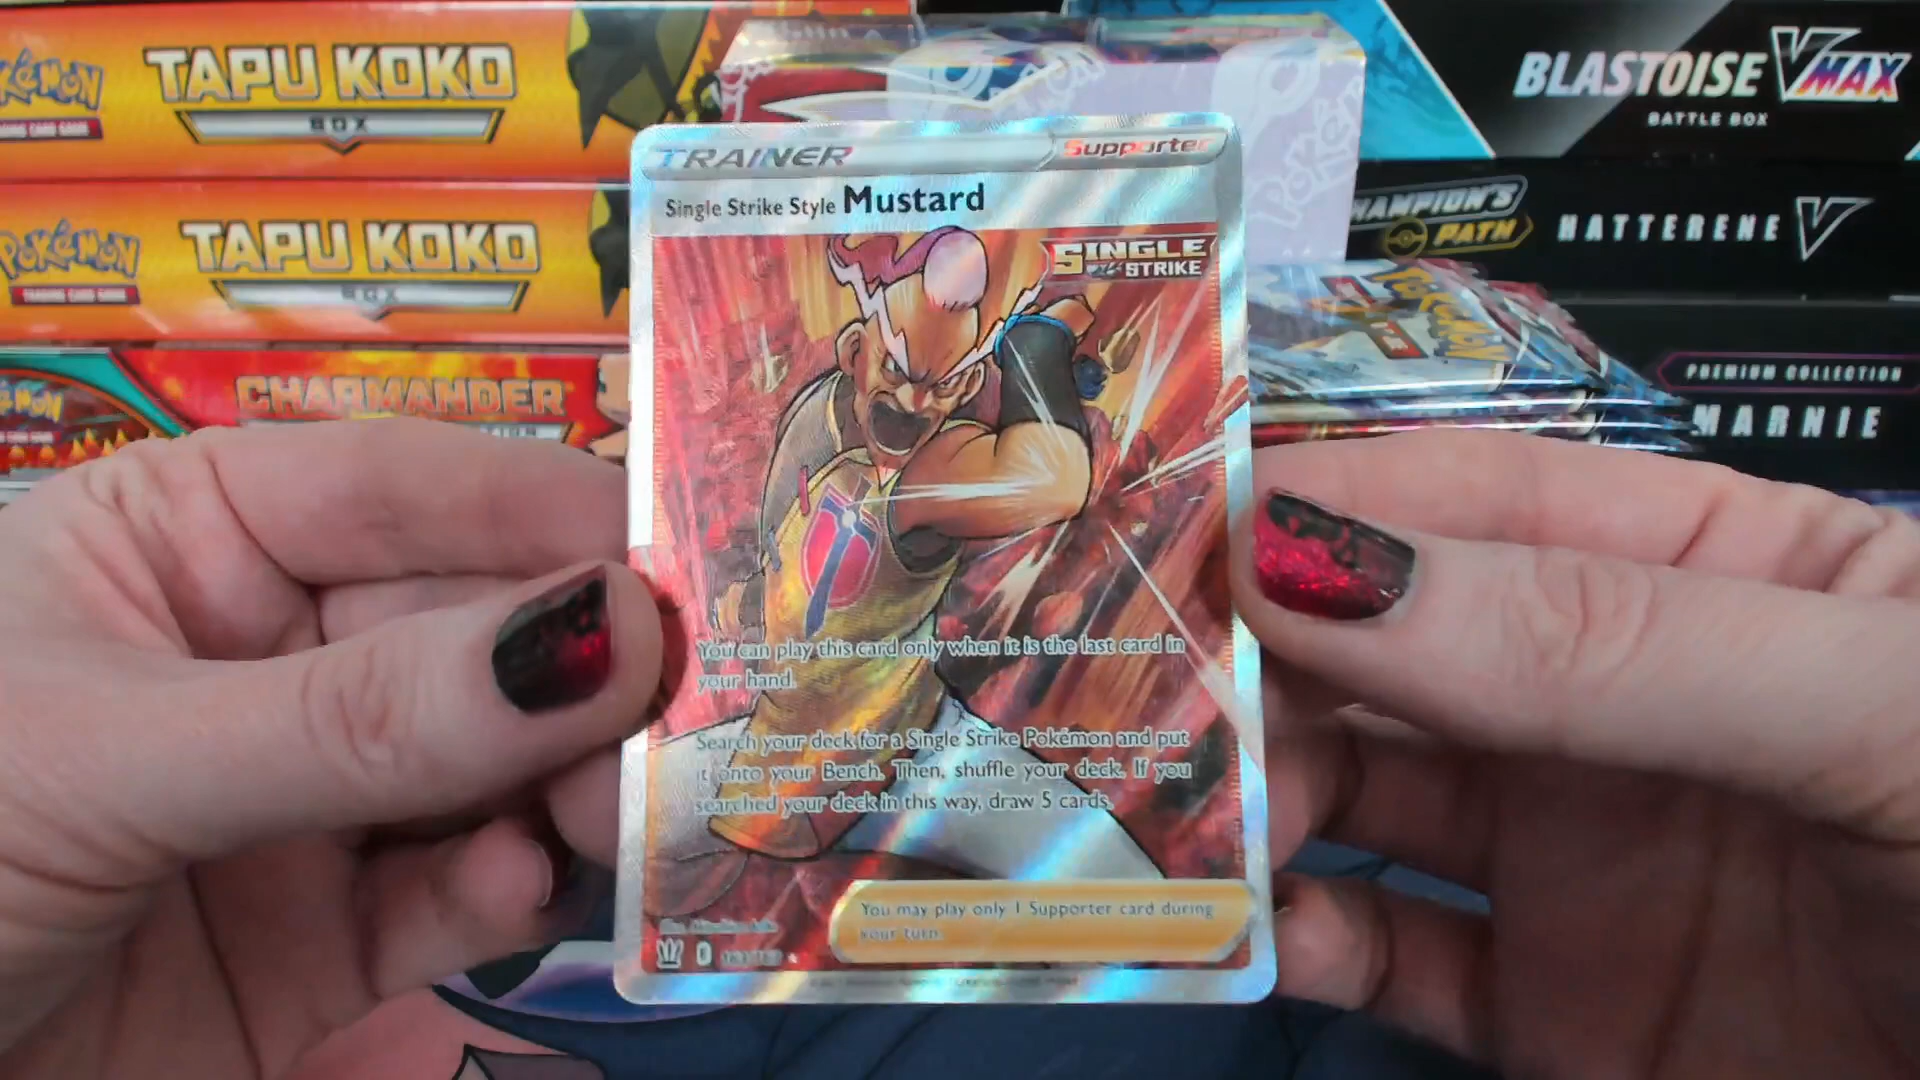 POKÉMON
TAPU KOKO
BOX
POKÉMON
TRADING CARD GAME
TAPU KOKO
BOX
CHARMANDER
BLASTOISE VMAX
BATTLE BOX
CHAMPION'S
PATH
HATTERENE V
PREMIUM COLLECTION
MARNIE
Pokémon
TRAINER
Supporter
Single Strike Style Mustard
SINGLE
STRIKE
You can play this card only when it is the last card in
your hand.
Search your deck for a Single Strike Pokémon and put
it onto your Bench. Then, shuffle your deck. If you
searched your deck in this way, draw 5 cards.
You may play only 1 Supporter card during
your turn.